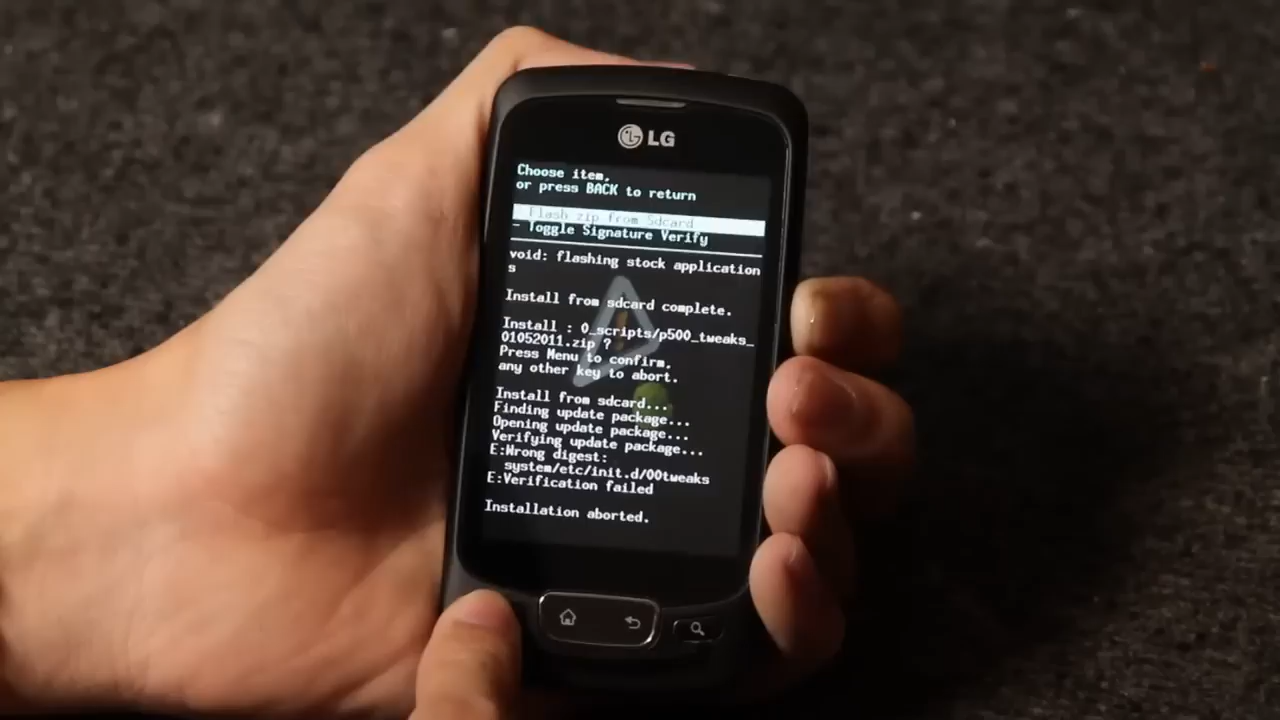 LG
Choose item,
or press BACK to return
- Flash zip from Sdcard
- Toggle Signature Verify
void: flashing stock application
s
Install from sdcard complete.
Install : 0_scripts/p500_tweaks_
01052011.zip ?
Press Menu to confirm,
any other key to abort.
Install from sdcard...
Finding update package...
Opening update package...
Verifying update package...
E:Wrong digest:
system/etc/init.d/00tweaks
E:Verification failed
Installation aborted.